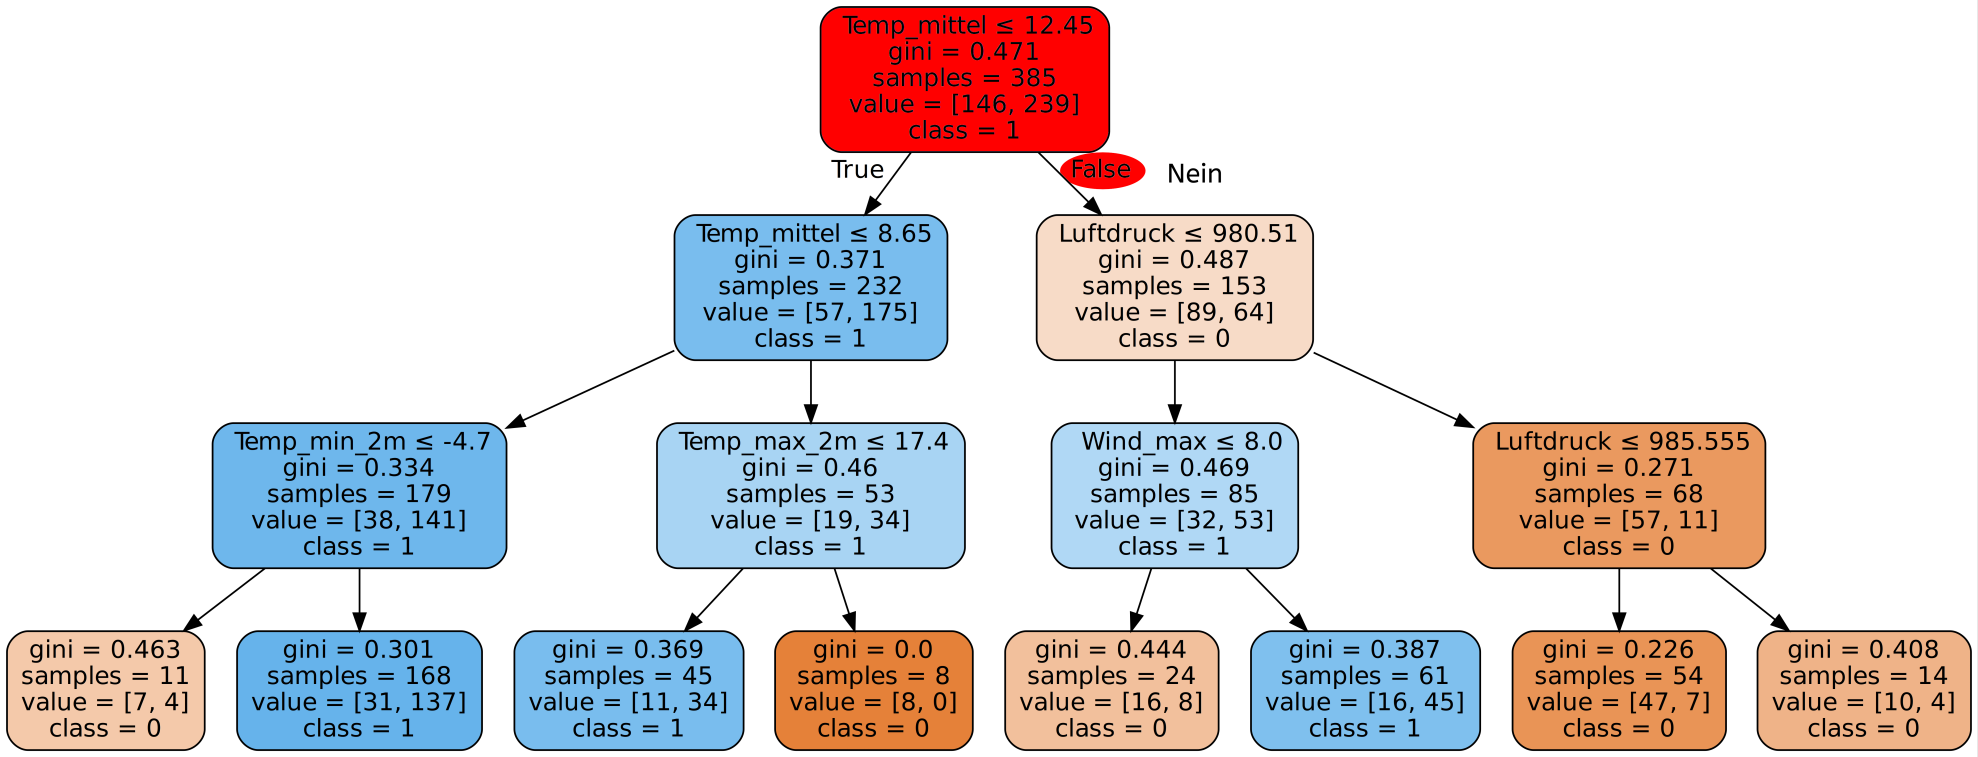 Temp_mittel ≤ 12.45
gini = 0.471
samples = 385
value = [146, 239]
class = 1
True
False
Nein
Temp_mittel ≤ 8.65
gini = 0.371
samples = 232
value = [57, 175]
class = 1
Luftdruck ≤ 980.51
gini = 0.487
samples = 153
value = [89, 64]
class = 0
Temp_min_2m ≤ -4.7
gini = 0.334
samples = 179
value = [38, 141]
class = 1
Temp_max_2m ≤ 17.4
gini = 0.46
samples = 53
value = [19, 34]
class = 1
Wind_max ≤ 8.0
gini = 0.469
samples = 85
value = [32, 53]
class = 1
Luftdruck ≤ 985.555
gini = 0.271
samples = 68
value = [57, 11]
class = 0
gini = 0.463
samples = 11
value = [7, 4]
class = 0
gini = 0.301
samples = 168
value = [31, 137]
class = 1
gini = 0.369
samples = 45
value = [11, 34]
class = 1
gini = 0.0
samples = 8
value = [8, 0]
class = 0
gini = 0.444
samples = 24
value = [16, 8]
class = 0
gini = 0.387
samples = 61
value = [16, 45]
class = 1
gini = 0.226
samples = 54
value = [47, 7]
class = 0
gini = 0.408
samples = 14
value = [10, 4]
class = 0